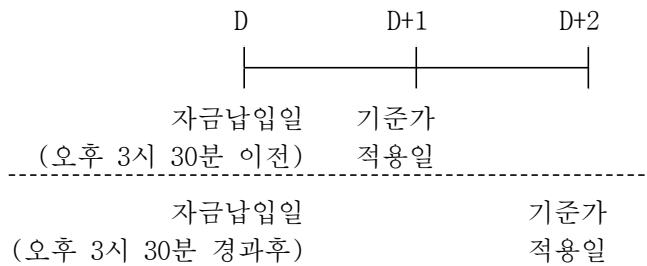 D D+1 D+2
자금납입일 기준가
(오후 3시 30분 이전) 적용일
자금납입일 기준가
(오후 3시 30분 경과후) 적용일